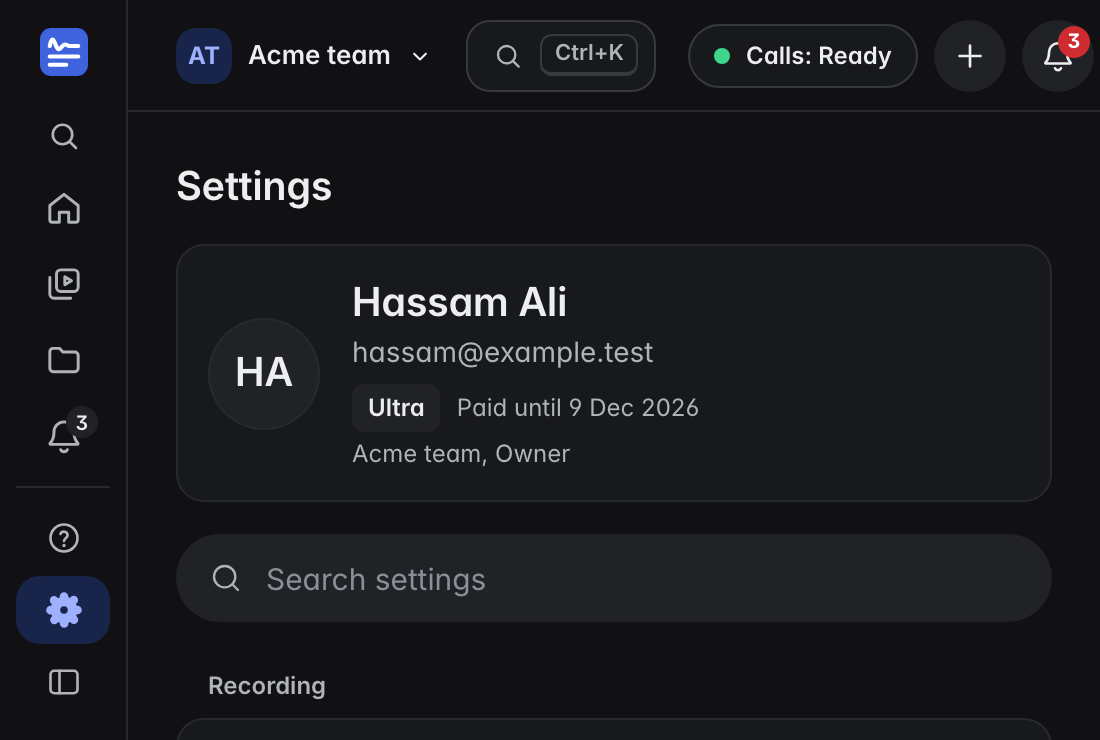 AT Acme team Ctrl+K Calls: Ready 3
Settings
HA
Hassam Ali
hassam@example.test
Ultra Paid until 9 Dec 2026
Acme team, Owner
3
Search settings
Recording